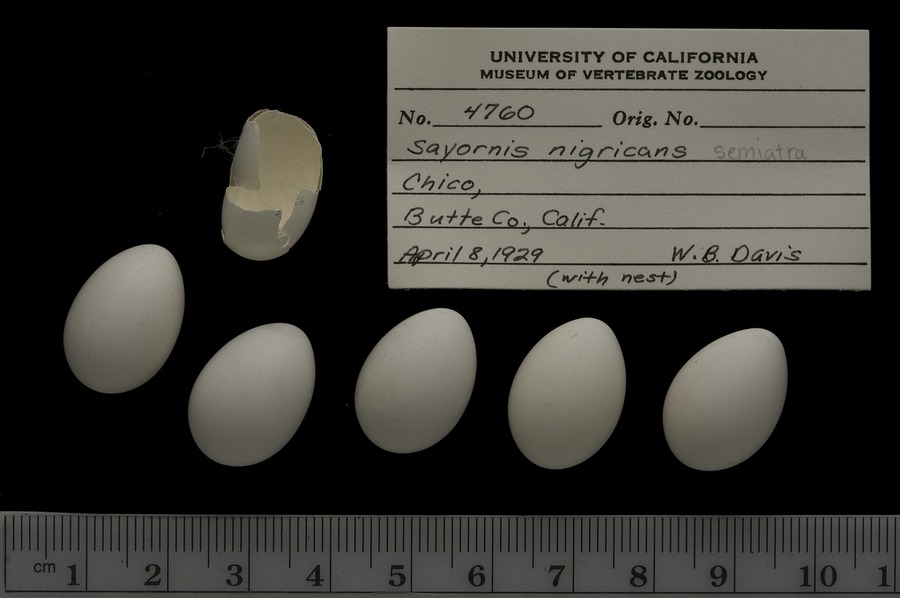 UNIVERSITY OF CALIFORNIA
MUSEUM OF VERTEBRATE ZOOLOGY
No. 4760 Orig. No.
Sayornis nigricans semiatra
Chico,
Butte Co., Calif.
April 8, 1929 W.B. Davis
(with nest)
cm 1 2 3 4 5 6 7 8 9 10 1